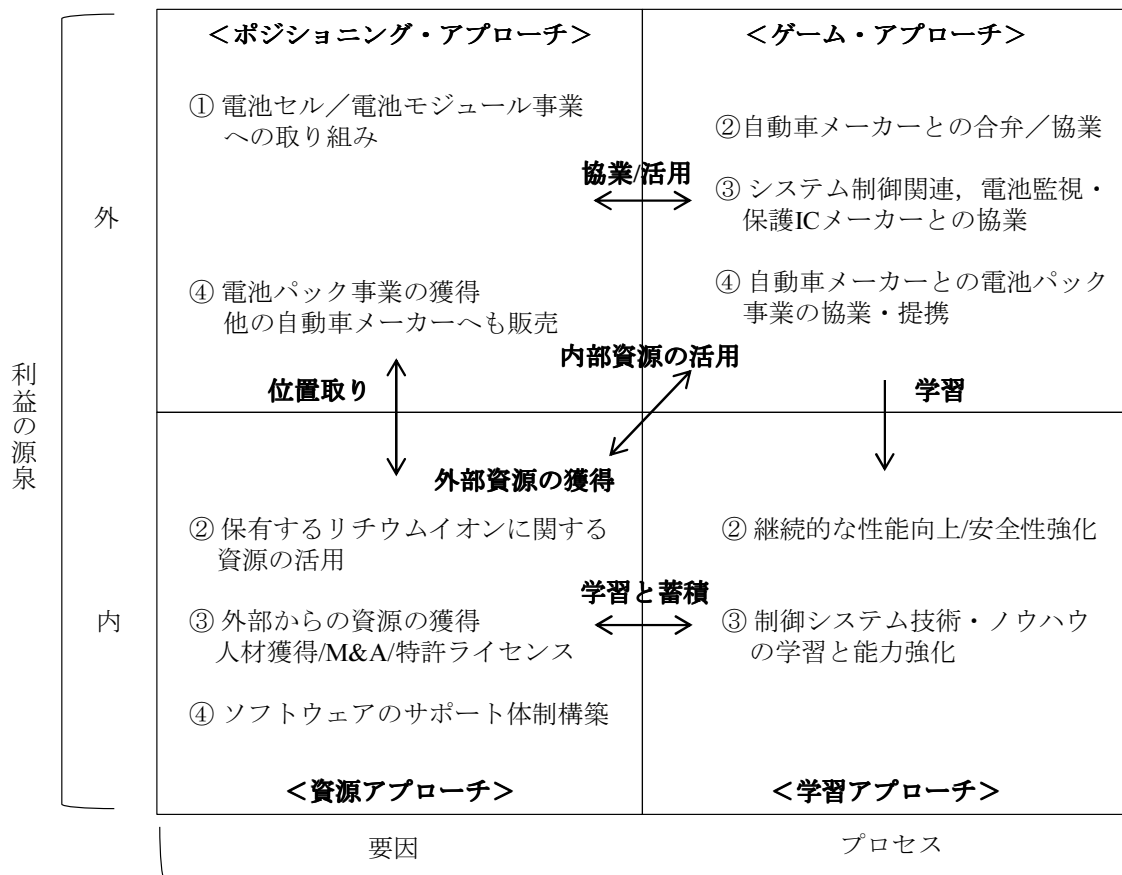 ＜ポジショニング・アプローチ＞
① 電池セル／電池モジュール事業
への取り組み
④ 電池パック事業の獲得
他の自動車メーカーへも販売
＜ゲーム・アプローチ＞
②自動車メーカーとの合弁／協業
③ システム制御関連，電池監視・
保護ICメーカーとの協業
④ 自動車メーカーとの電池パック
事業の協業・提携
協業/活用
内部資源の活用
位置取り
学習
外部資源の獲得
利益の源泉
外
内
② 保有するリチウムイオンに関する
資源の活用
③ 外部からの資源の獲得
人材獲得/M&A/特許ライセンス
④ ソフトウェアのサポート体制構築
＜資源アプローチ＞
学習と蓄積
② 継続的な性能向上/安全性強化
③ 制御システム技術・ノウハウ
の学習と能力強化
＜学習アプローチ＞
要因
プロセス